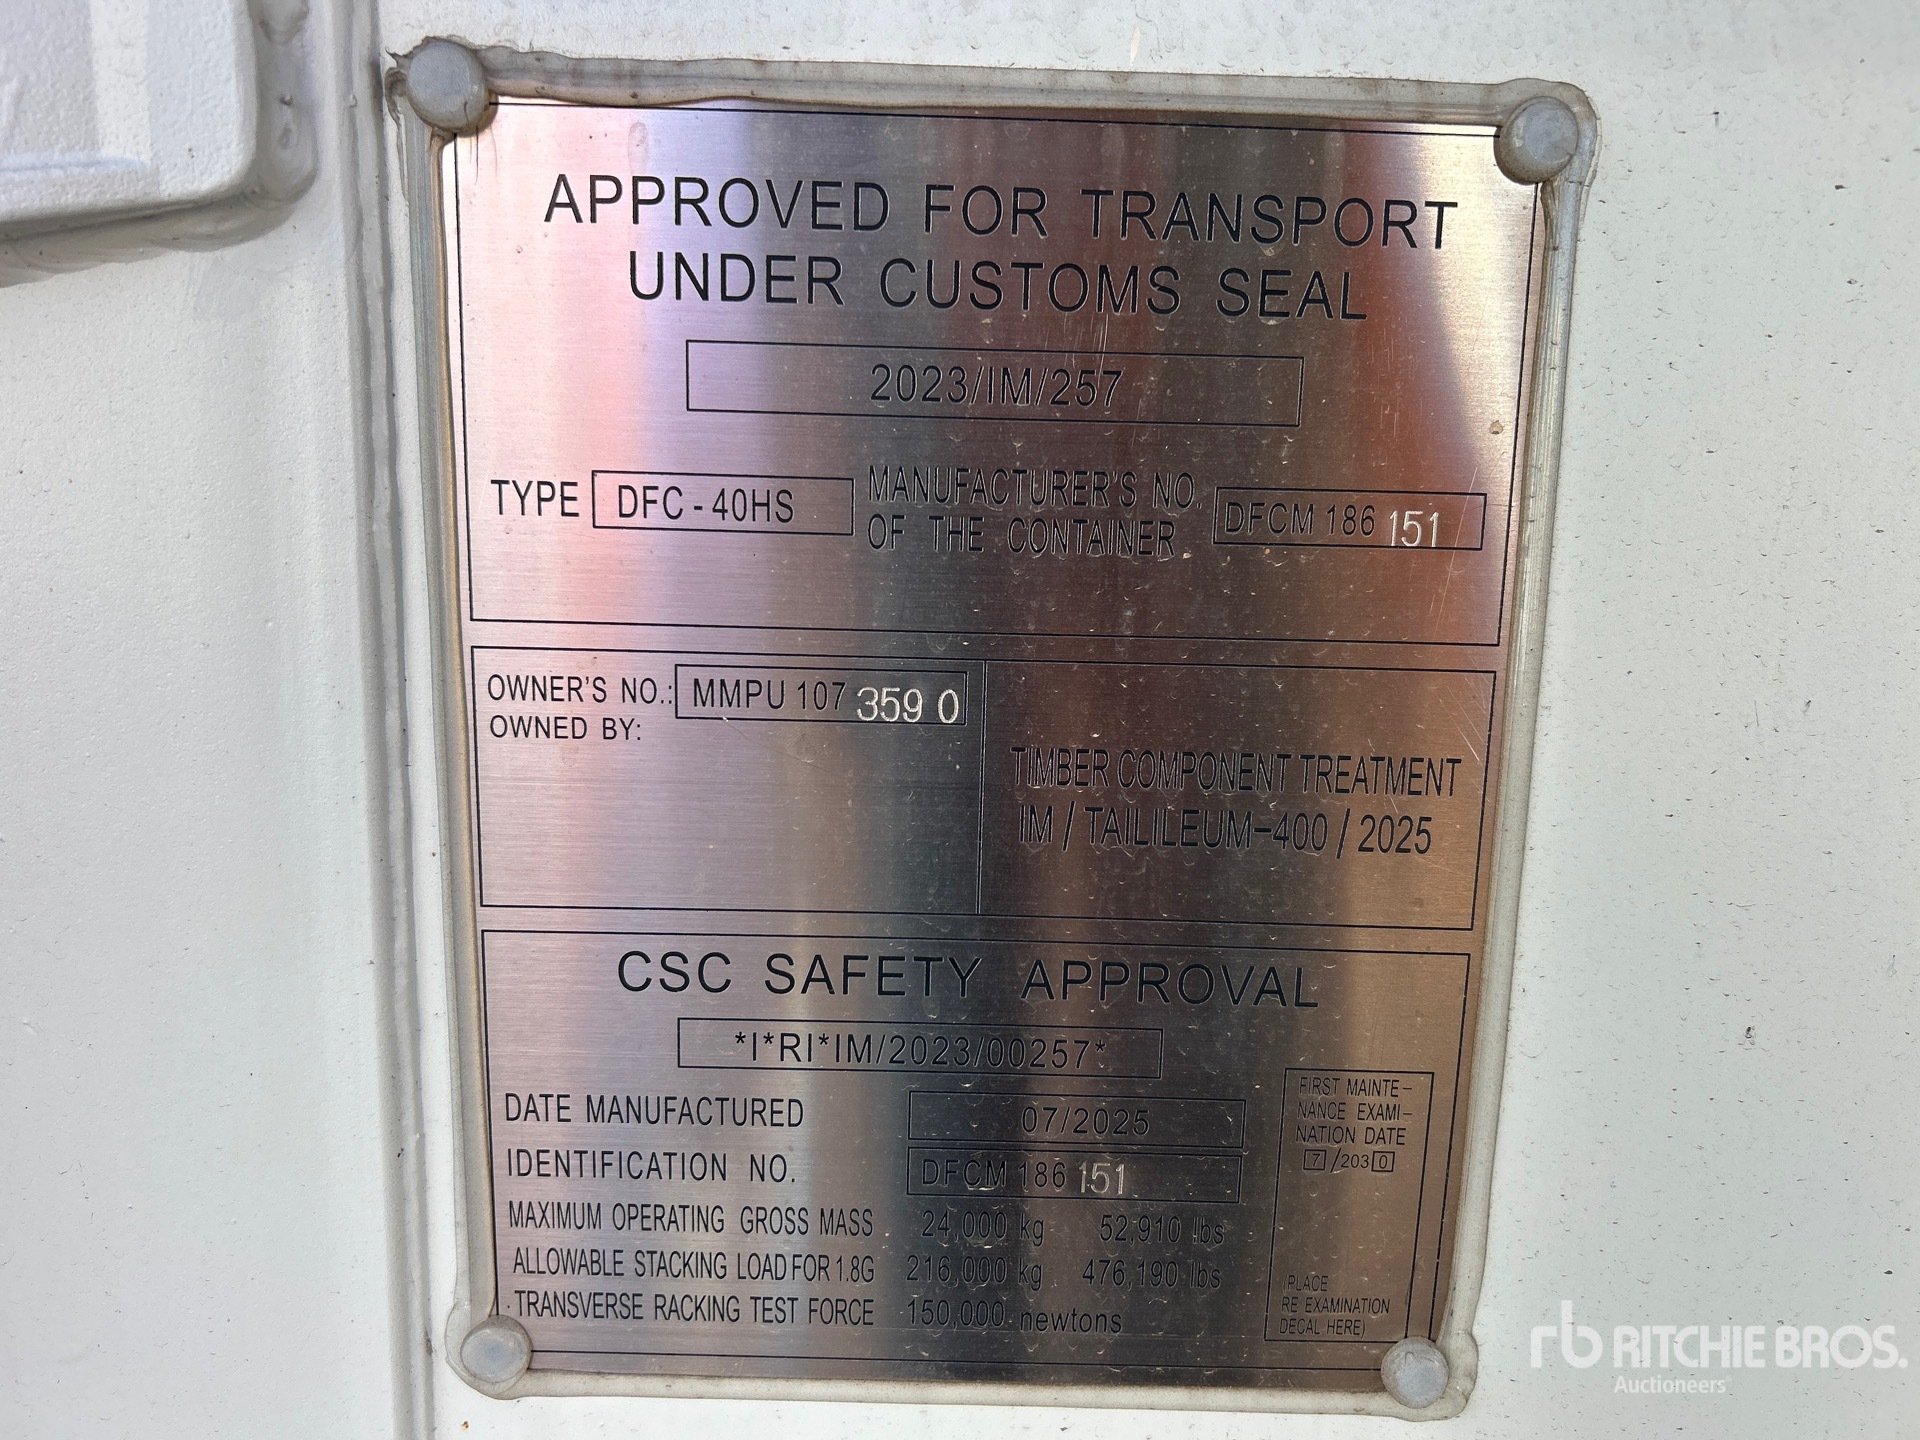 APPROVED FOR TRANSPORT
UNDER CUSTOMS SEAL
2023/IM/257
TYPE DFC-40HS MANUFACTURER'S NO. OF THE CONTAINER DFCM 186 151
OWNER'S NO.: MMPU 107 359 0
OWNED BY:
TIMBER COMPONENT TREATMENT
IM / TAILILEUM-400 / 2025
CSC SAFETY APPROVAL
*I*RI*IM/2023/00257*
DATE MANUFACTURED 07/2025
IDENTIFICATION NO. DFCM 186 151
MAXIMUM OPERATING GROSS MASS 24,000 kg 52,910 lbs
ALLOWABLE STACKING LOAD FOR 1.8G 216,000 kg 476,190 lbs
TRANSVERSE RACKING TEST FORCE 150,000 newtons
FIRST MAINTE-
NANCE EXAMI-
NATION DATE
7/2030
(PLACE
RE EXAMINATION
DECAL HERE)
rb RITCHIE BROS.
Auctioneers